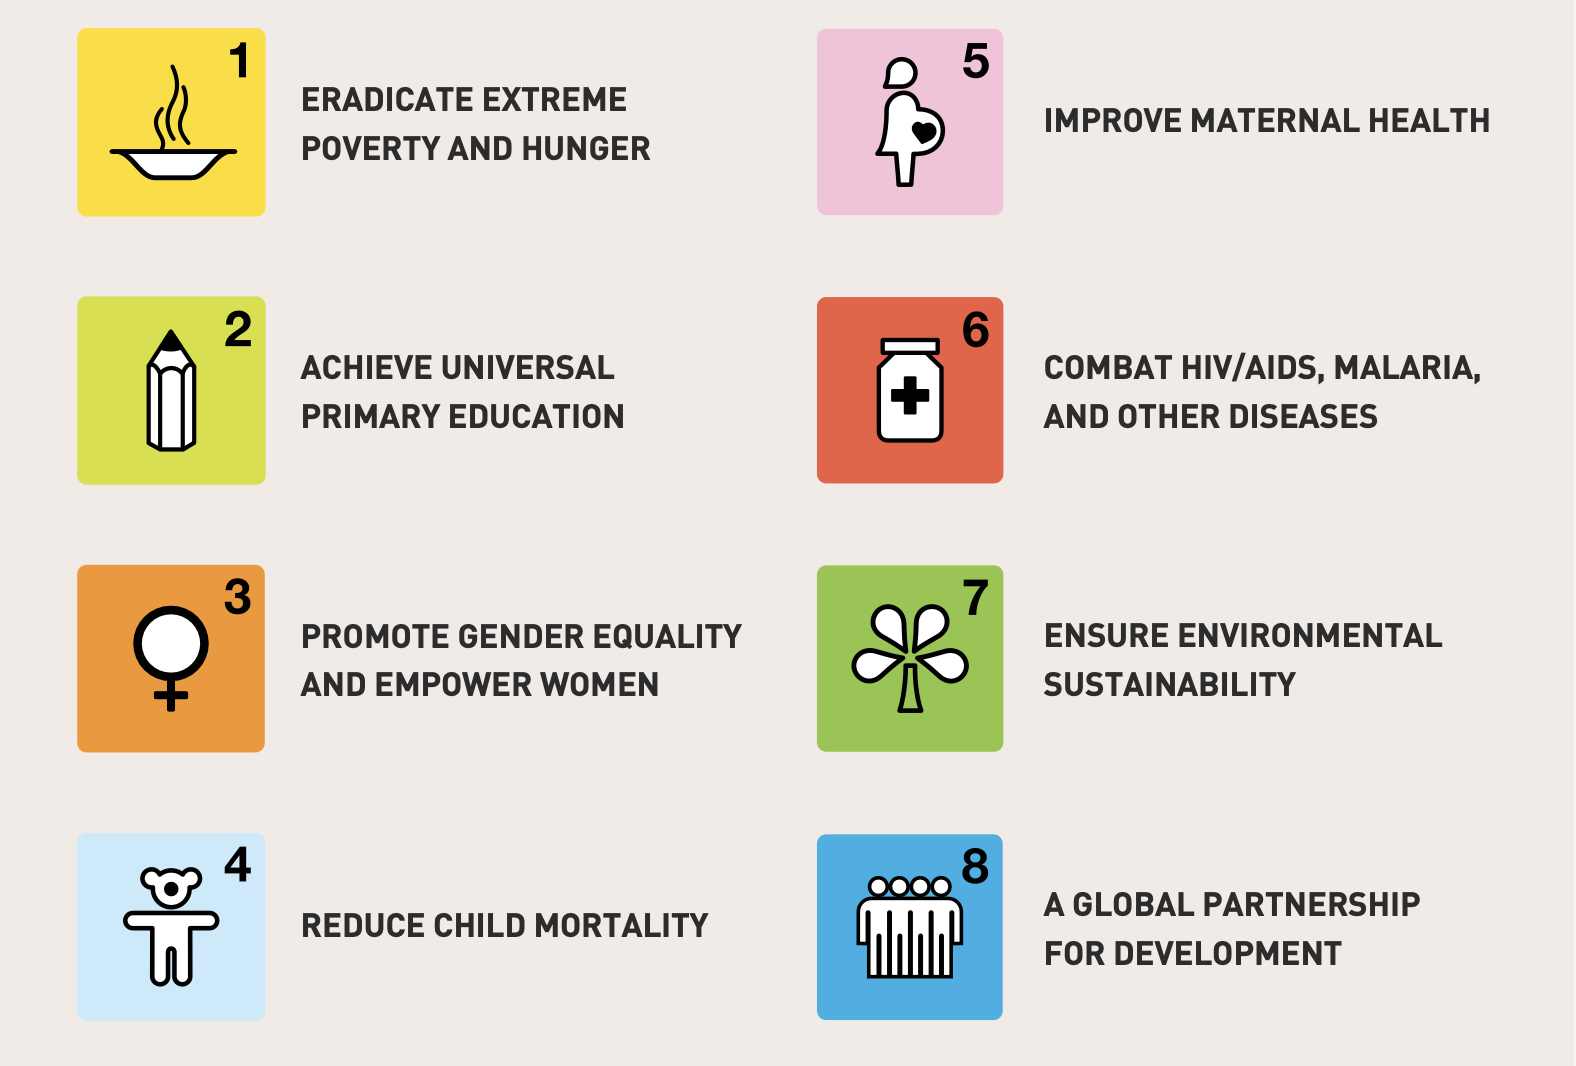 1
ERADICATE EXTREME
POVERTY AND HUNGER
2
ACHIEVE UNIVERSAL
PRIMARY EDUCATION
3
PROMOTE GENDER EQUALITY
AND EMPOWER WOMEN
4
REDUCE CHILD MORTALITY
5
IMPROVE MATERNAL HEALTH
6
COMBAT HIV/AIDS, MALARIA,
AND OTHER DISEASES
7
ENSURE ENVIRONMENTAL
SUSTAINABILITY
8
A GLOBAL PARTNERSHIP
FOR DEVELOPMENT